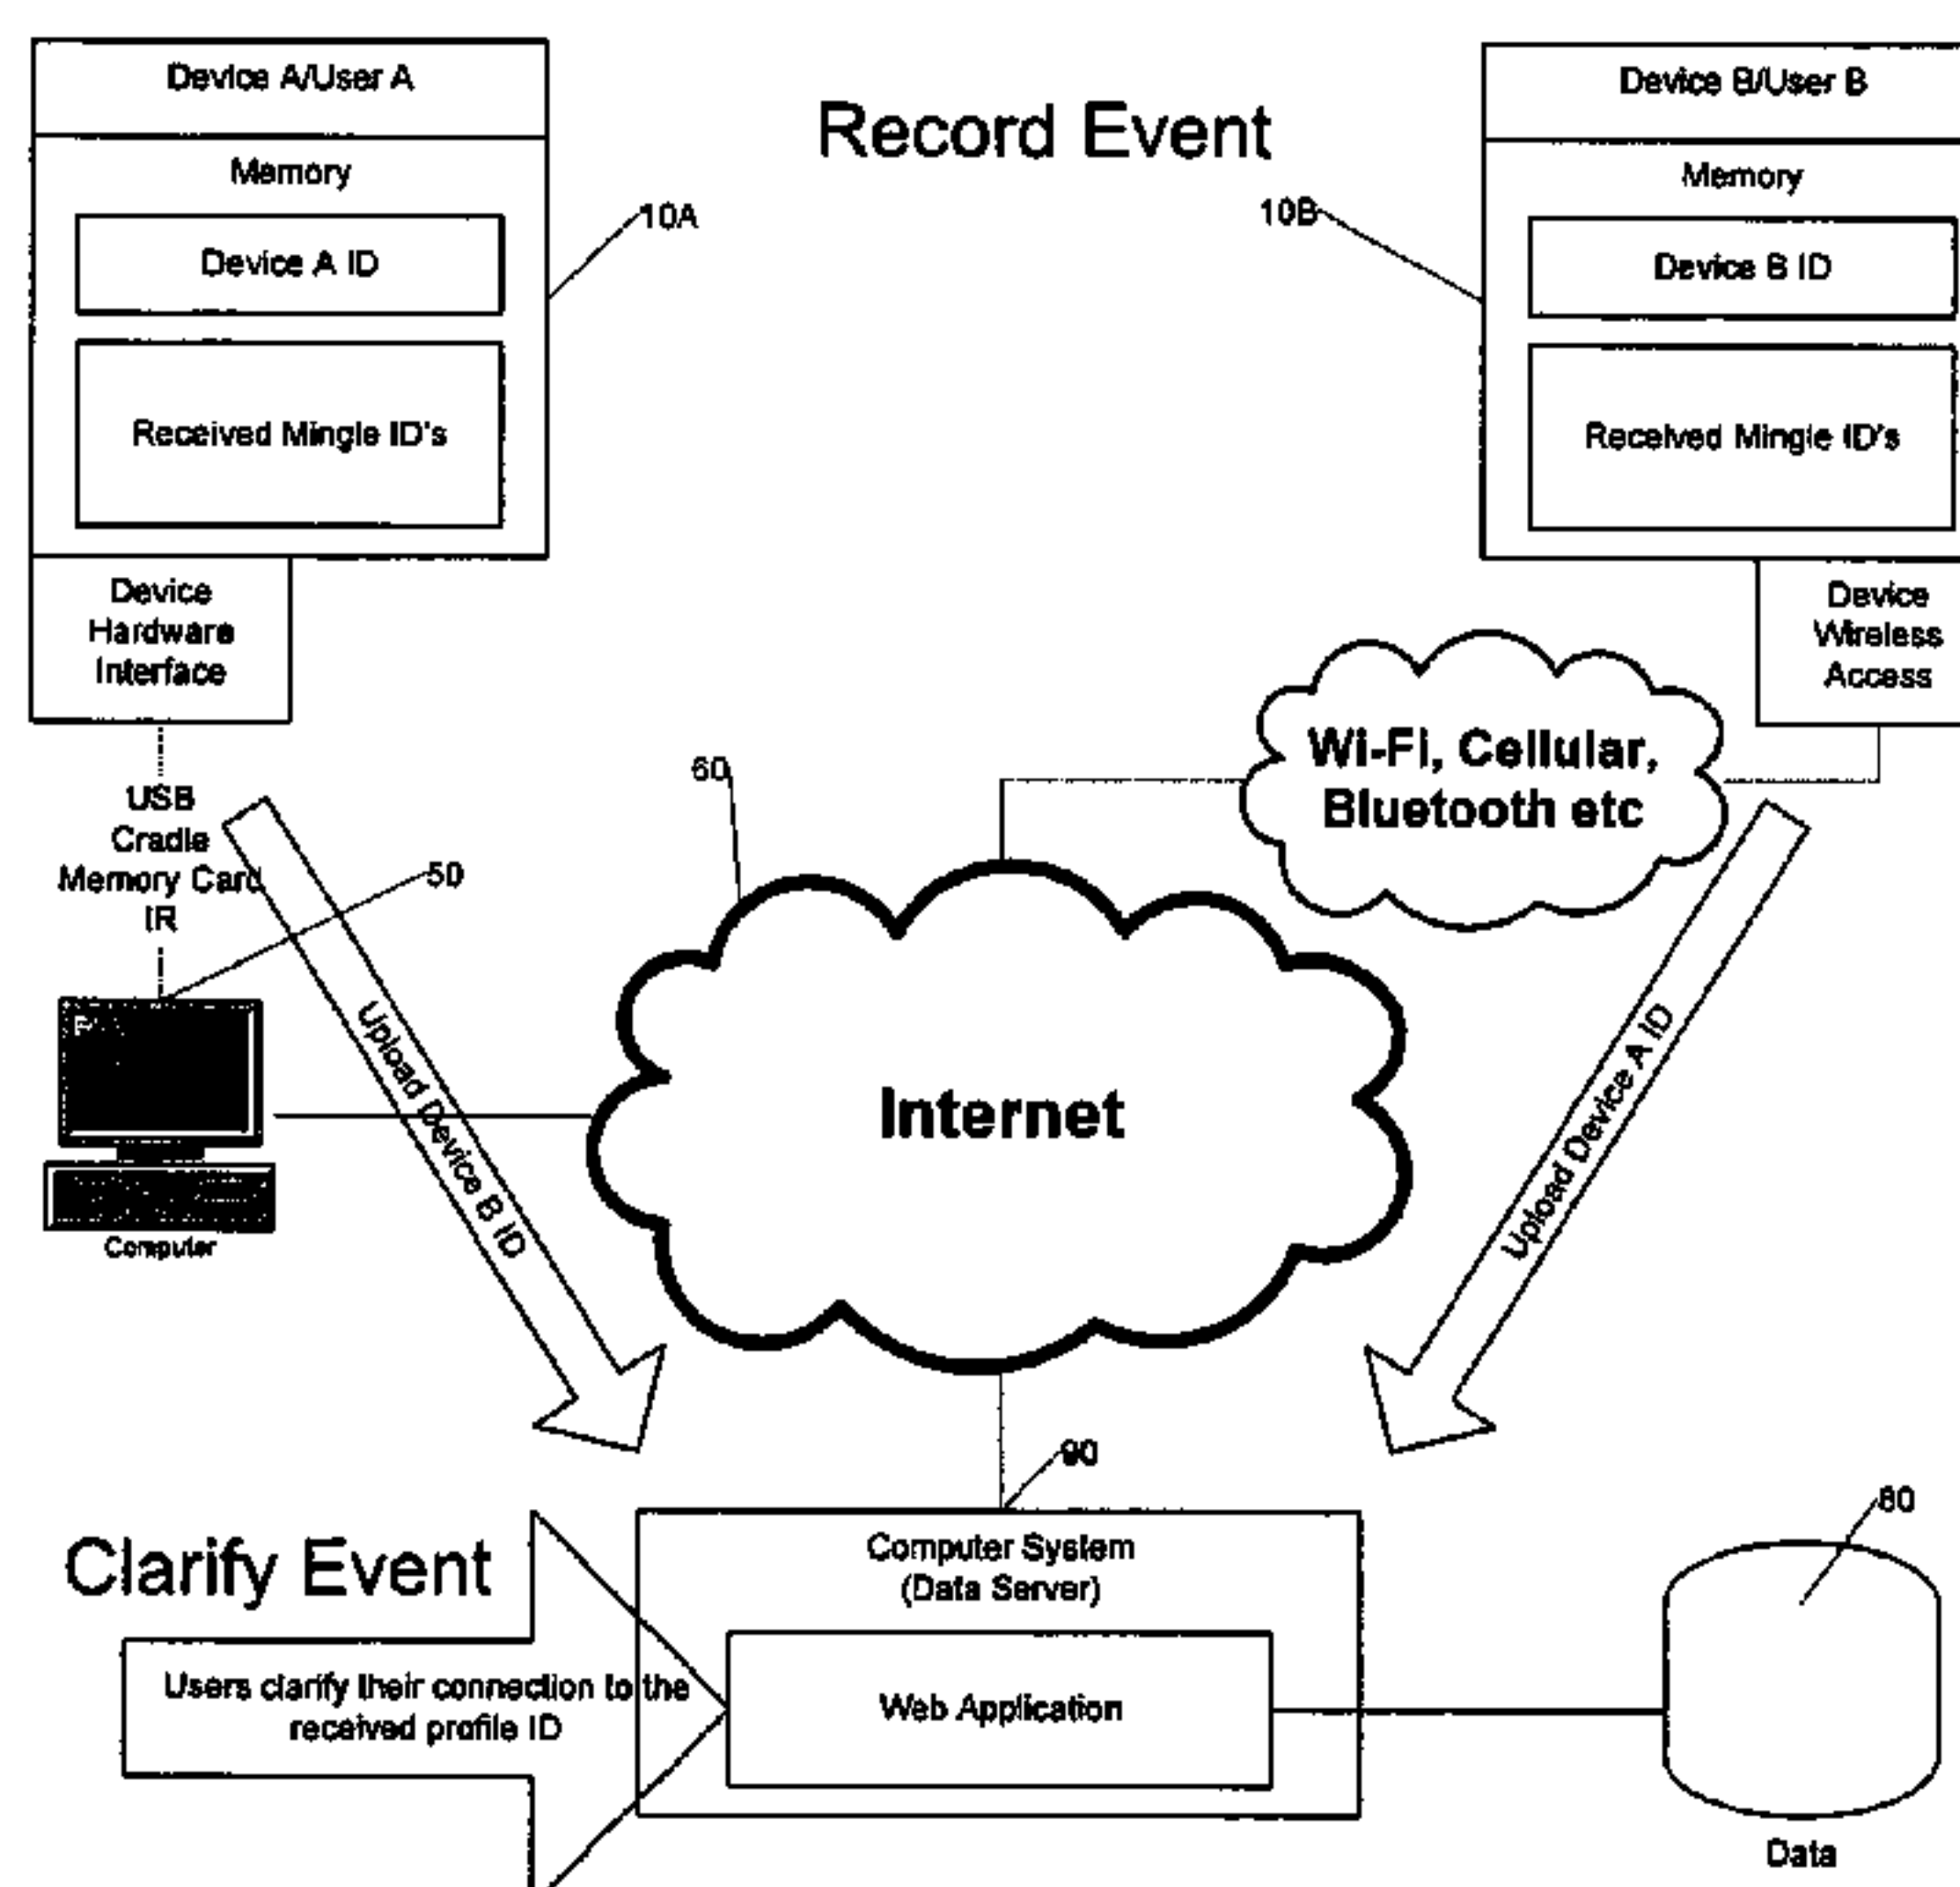 Device A/User A
Memory
Device A ID
Received Mingle ID's
Device
Hardware
Interface
10A
Record Event
Device B/User B
Memory
Device B ID
Received Mingle ID's
Device
Wireless
Access
10B
USB
Cradle
Memory Card
IR
50
60
Wi-Fi, Cellular,
Bluetooth etc
Internet
Computer
Upload Device B ID
Upload Device A ID
90
Computer System
(Data Server)
Web Application
Clarify Event
Users clarify their connection to the
received profile ID
80
Data